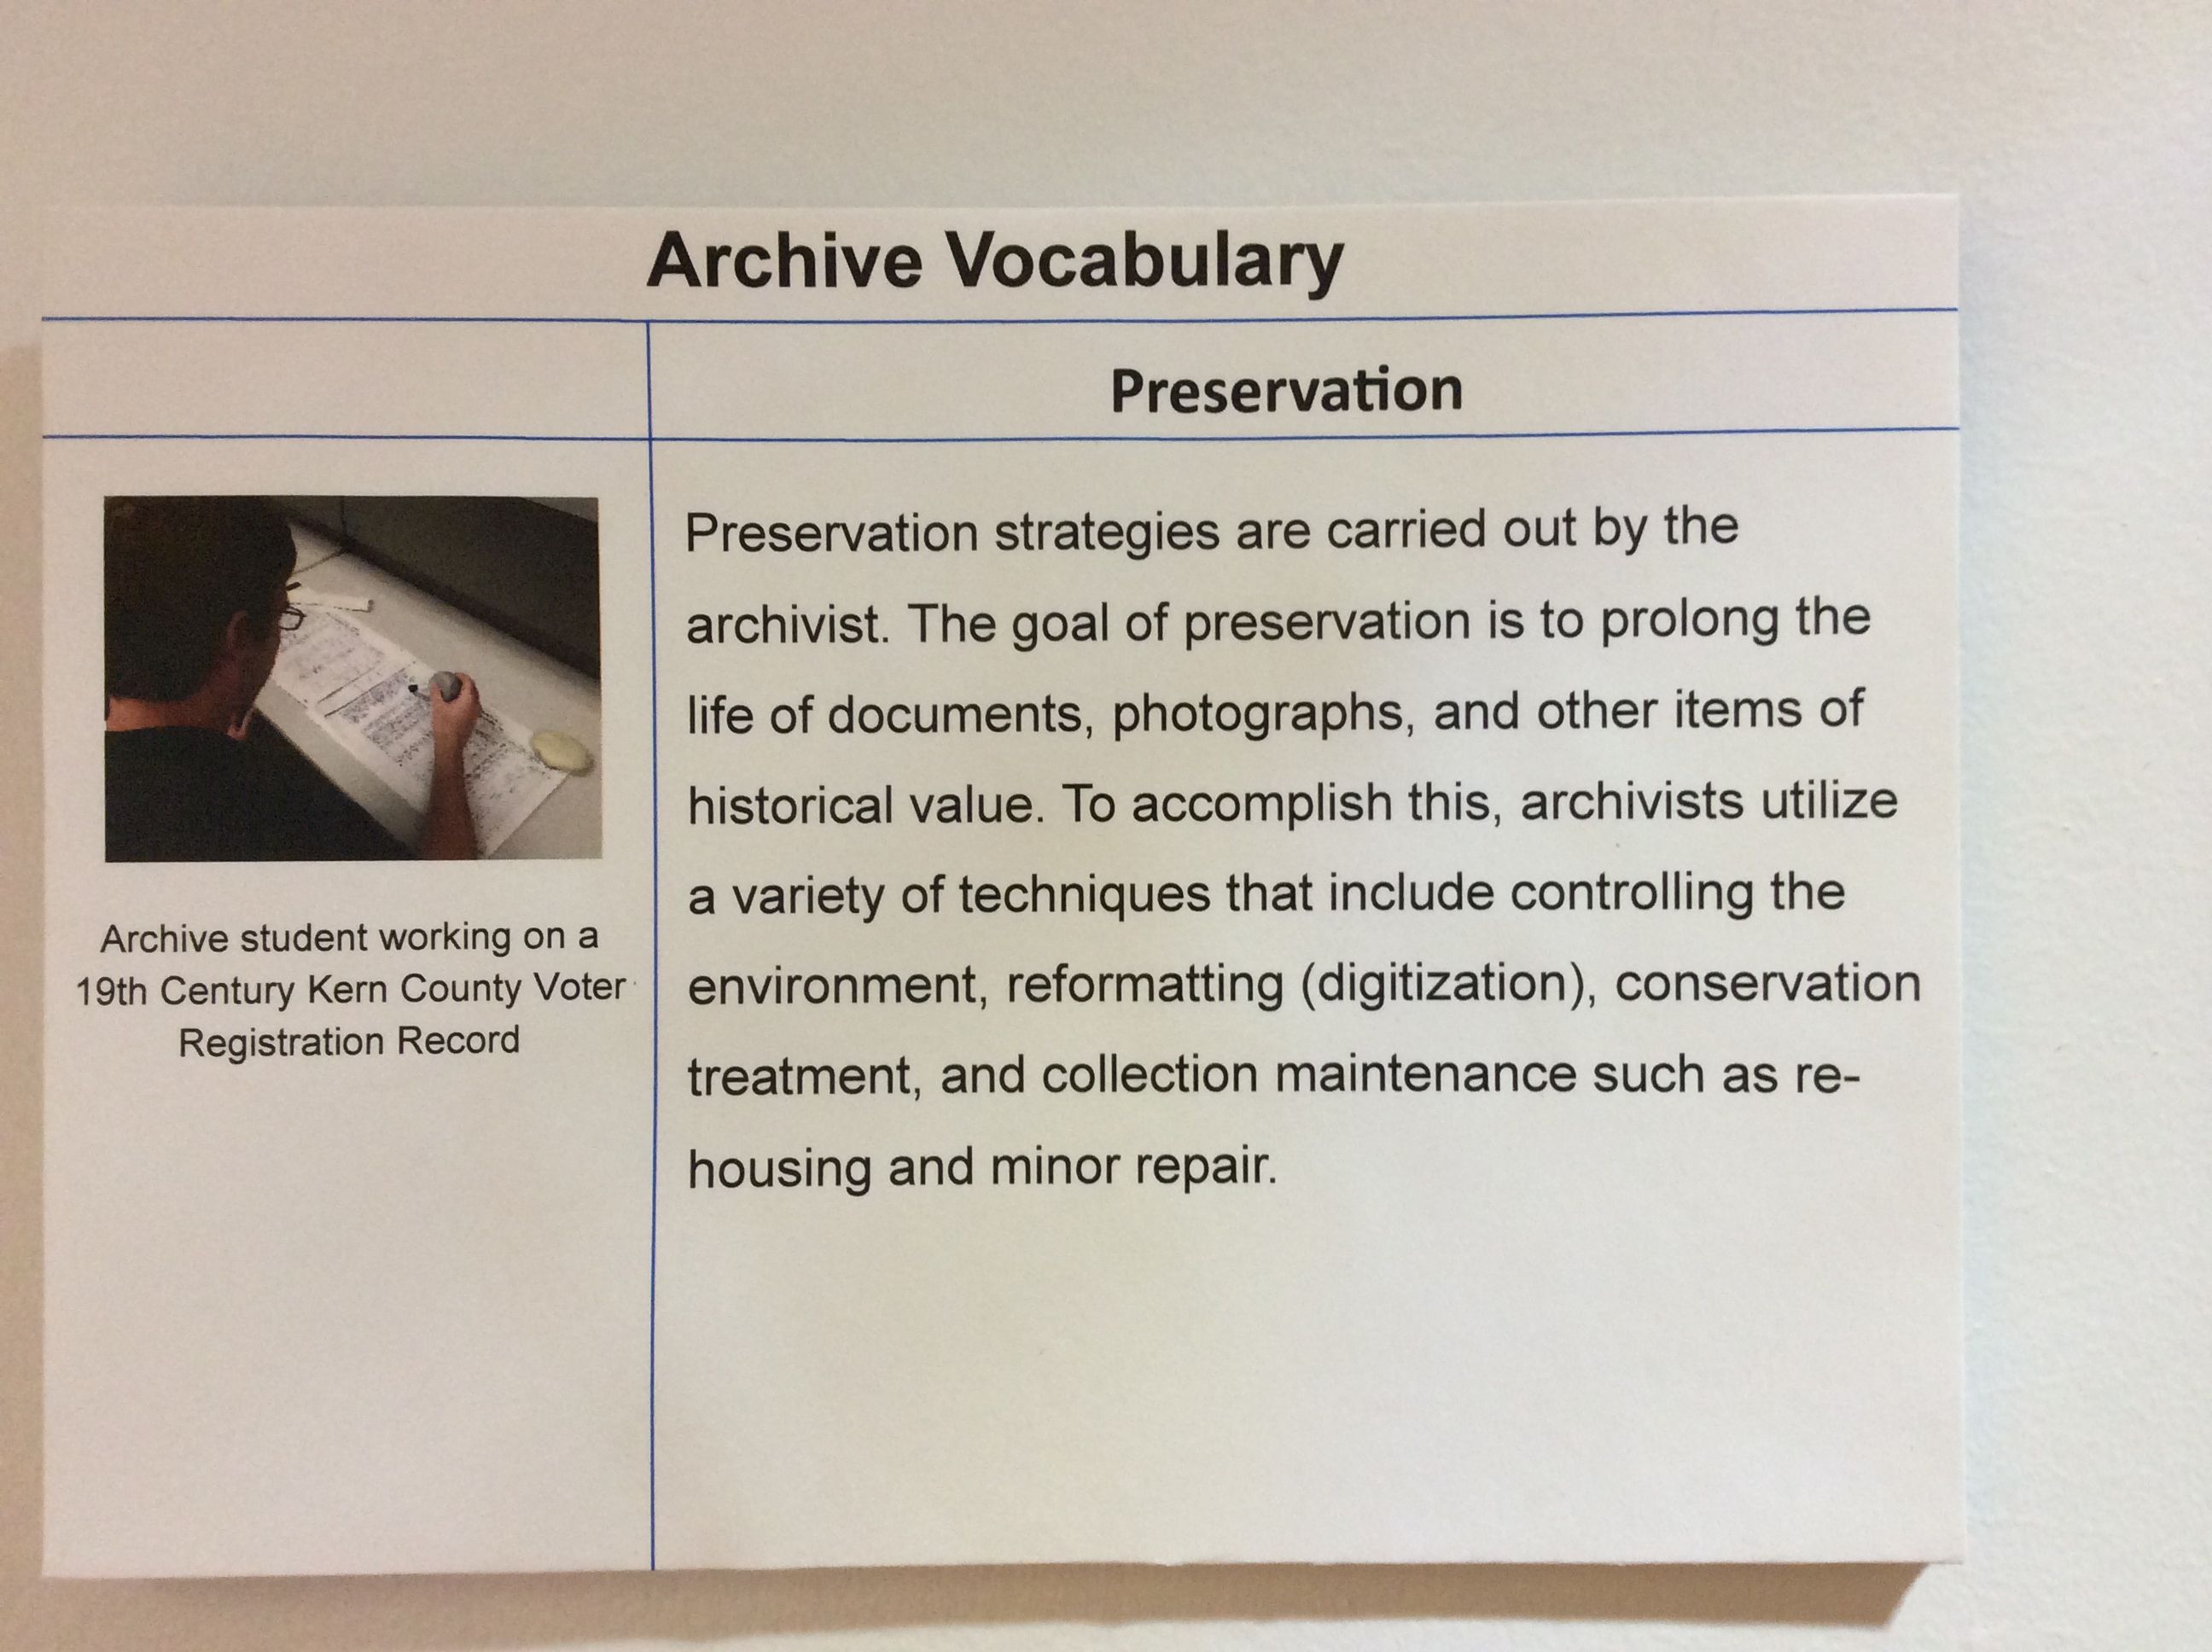 Archive Vocabulary
Preservation
Archive student working on a
19th Century Kern County Voter
Registration Record
Preservation strategies are carried out by the
archivist. The goal of preservation is to prolong the
life of documents, photographs, and other items of
historical value. To accomplish this, archivists utilize
a variety of techniques that include controlling the
environment, reformatting (digitization), conservation
treatment, and collection maintenance such as re-
housing and minor repair.